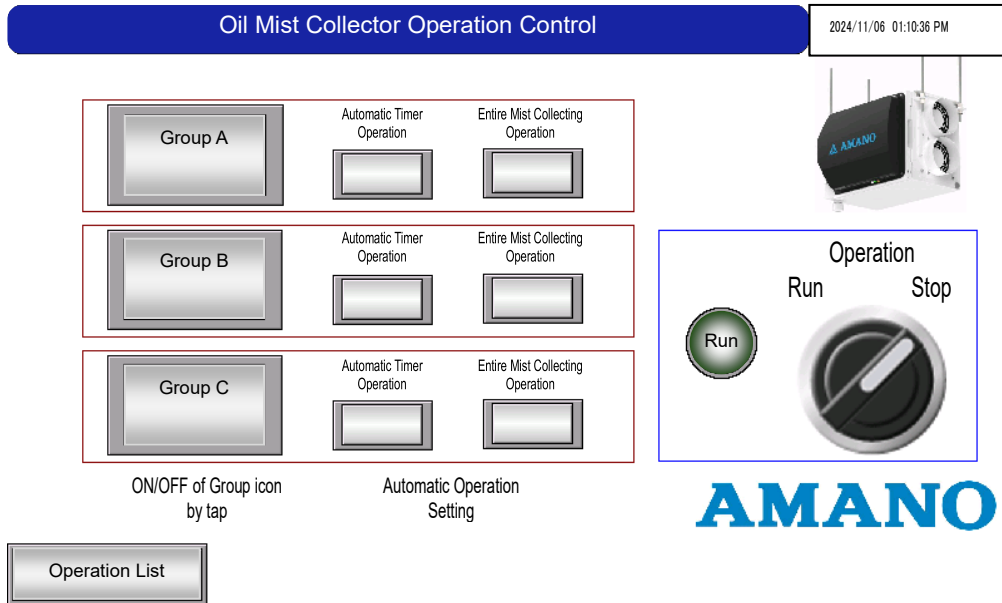 Oil Mist Collector Operation Control
2024/11/06 01:10:36 PM
AMANO
Group A
Automatic Timer
Operation
Entire Mist Collecting
Operation
Group B
Automatic Timer
Operation
Entire Mist Collecting
Operation
Group C
Automatic Timer
Operation
Entire Mist Collecting
Operation
Operation
Run
Stop
Run
ON/OFF of Group icon
by tap
Automatic Operation
Setting
AMANO
Operation List